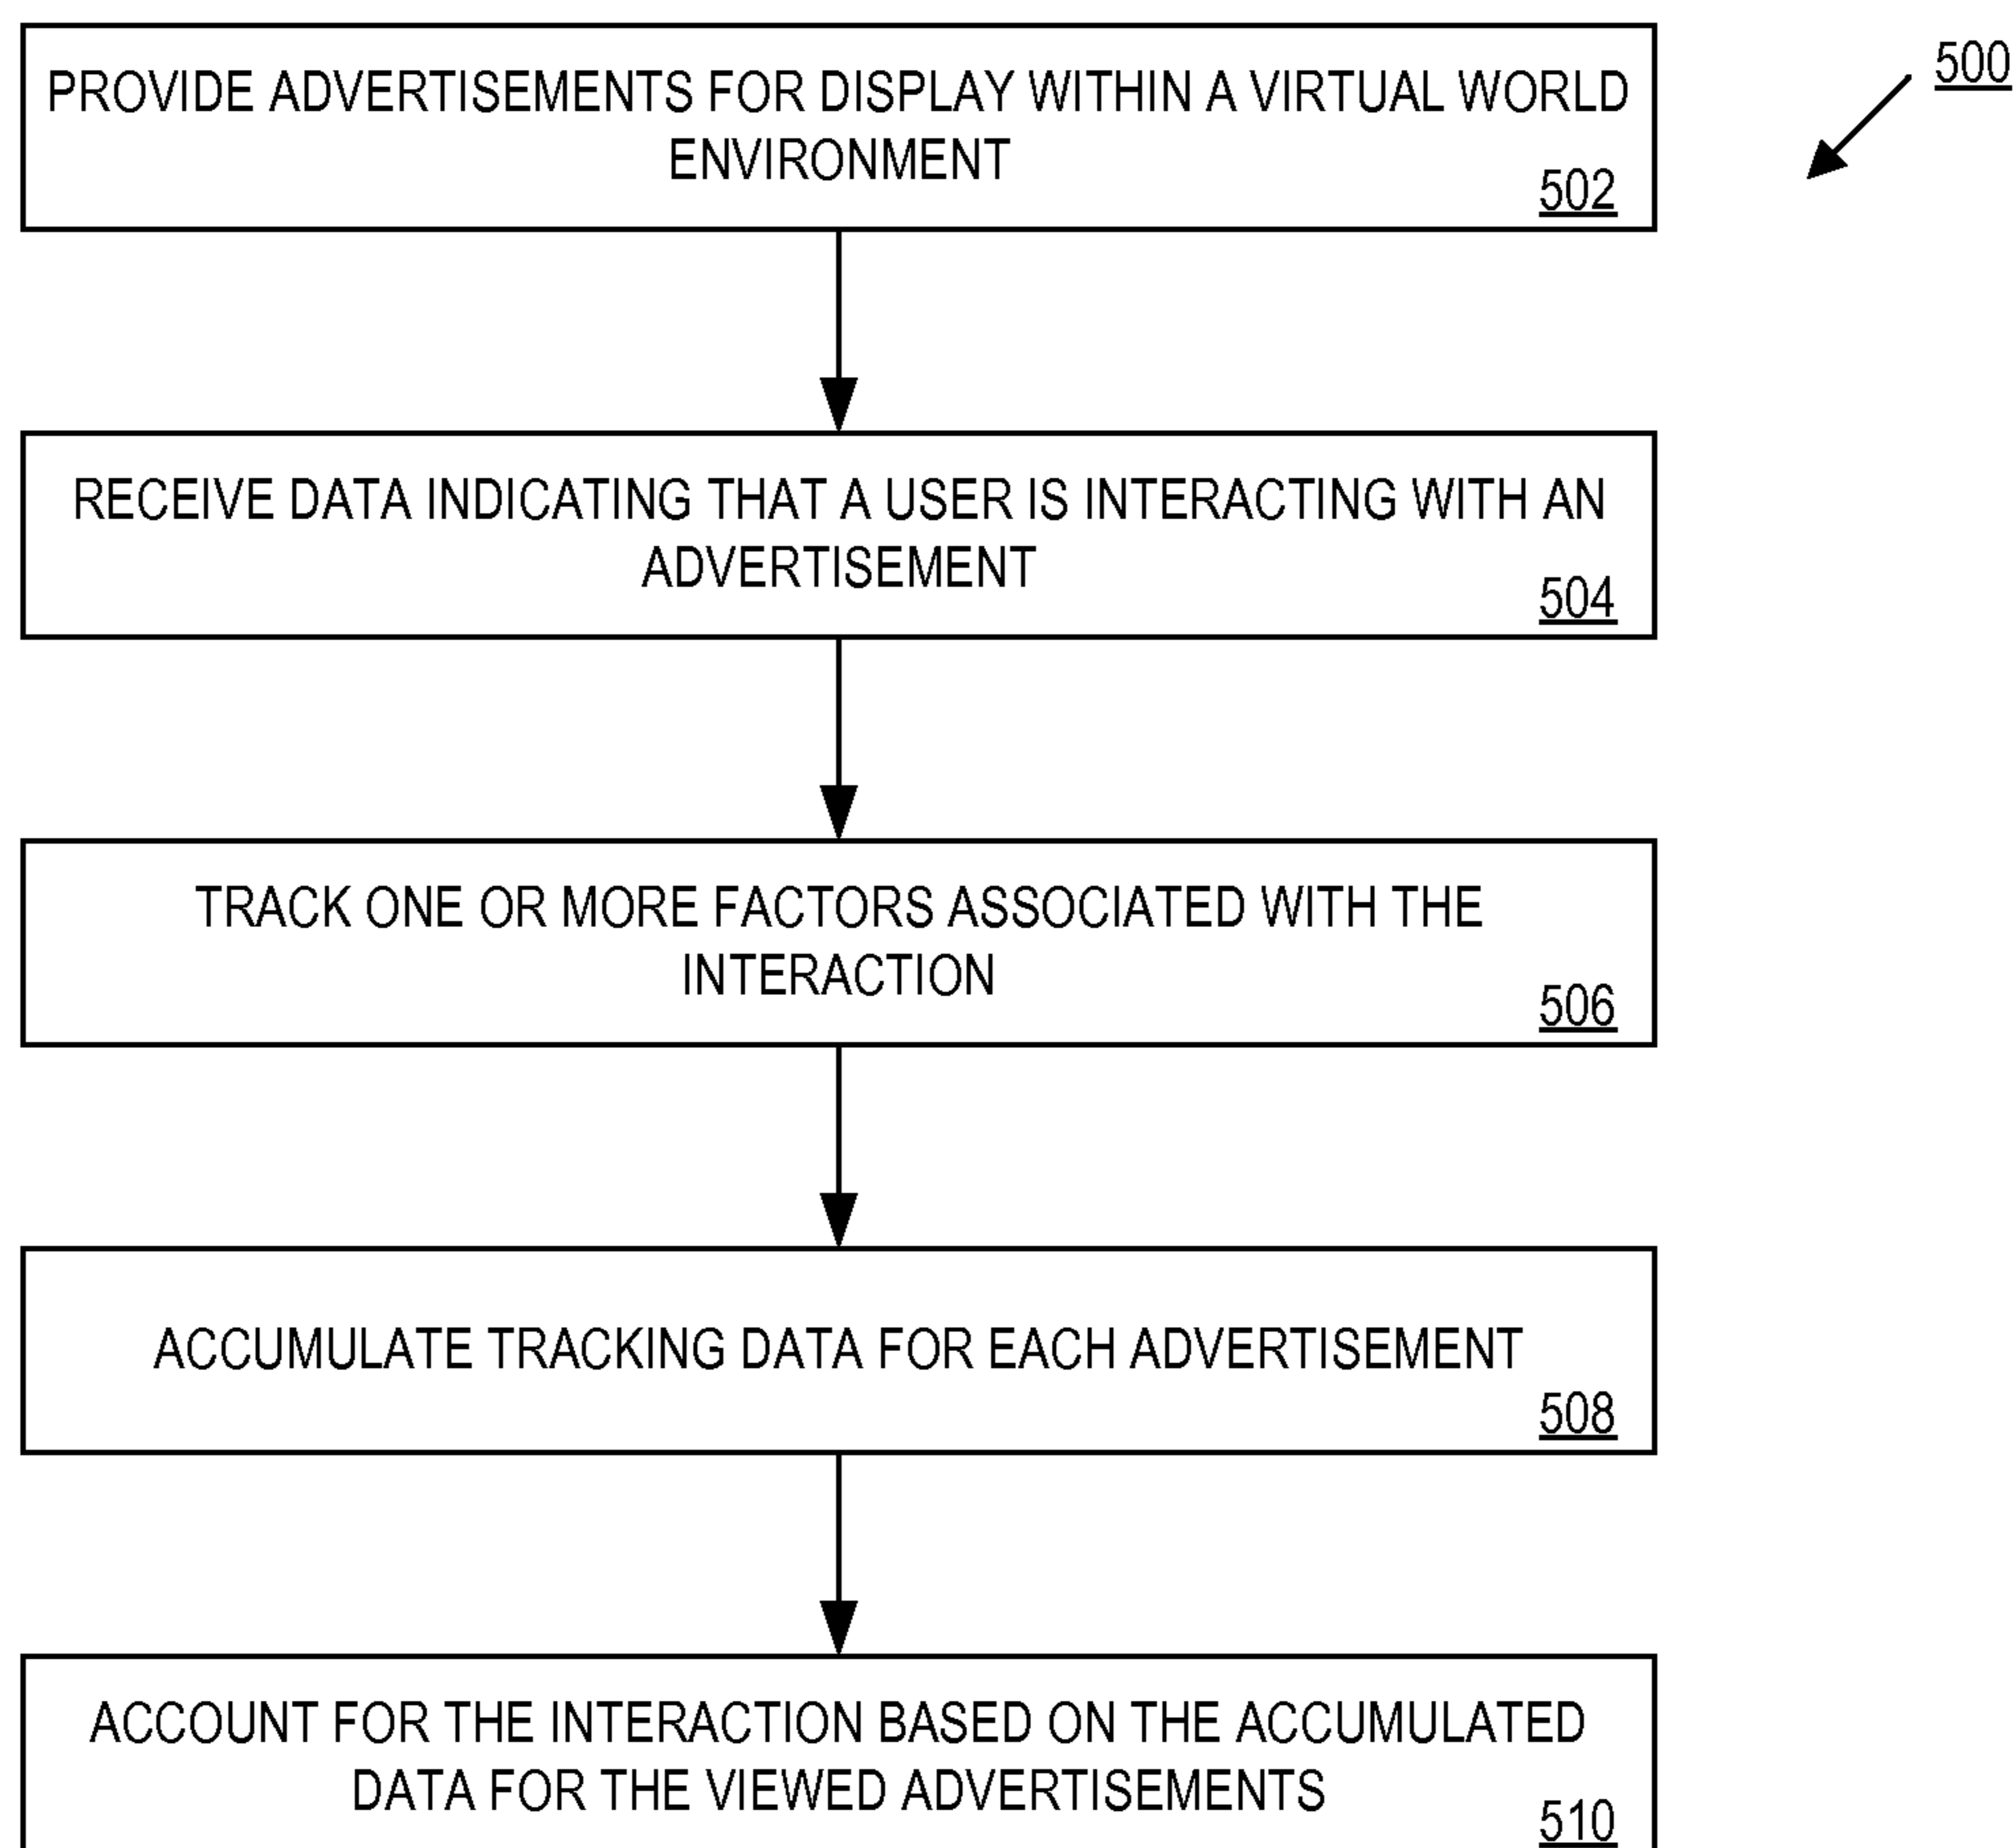 500
PROVIDE ADVERTISEMENTS FOR DISPLAY WITHIN A VIRTUAL WORLD
ENVIRONMENT
502
RECEIVE DATA INDICATING THAT A USER IS INTERACTING WITH AN
ADVERTISEMENT
504
TRACK ONE OR MORE FACTORS ASSOCIATED WITH THE
INTERACTION
506
ACCUMULATE TRACKING DATA FOR EACH ADVERTISEMENT
508
ACCOUNT FOR THE INTERACTION BASED ON THE ACCUMULATED
DATA FOR THE VIEWED ADVERTISEMENTS
510